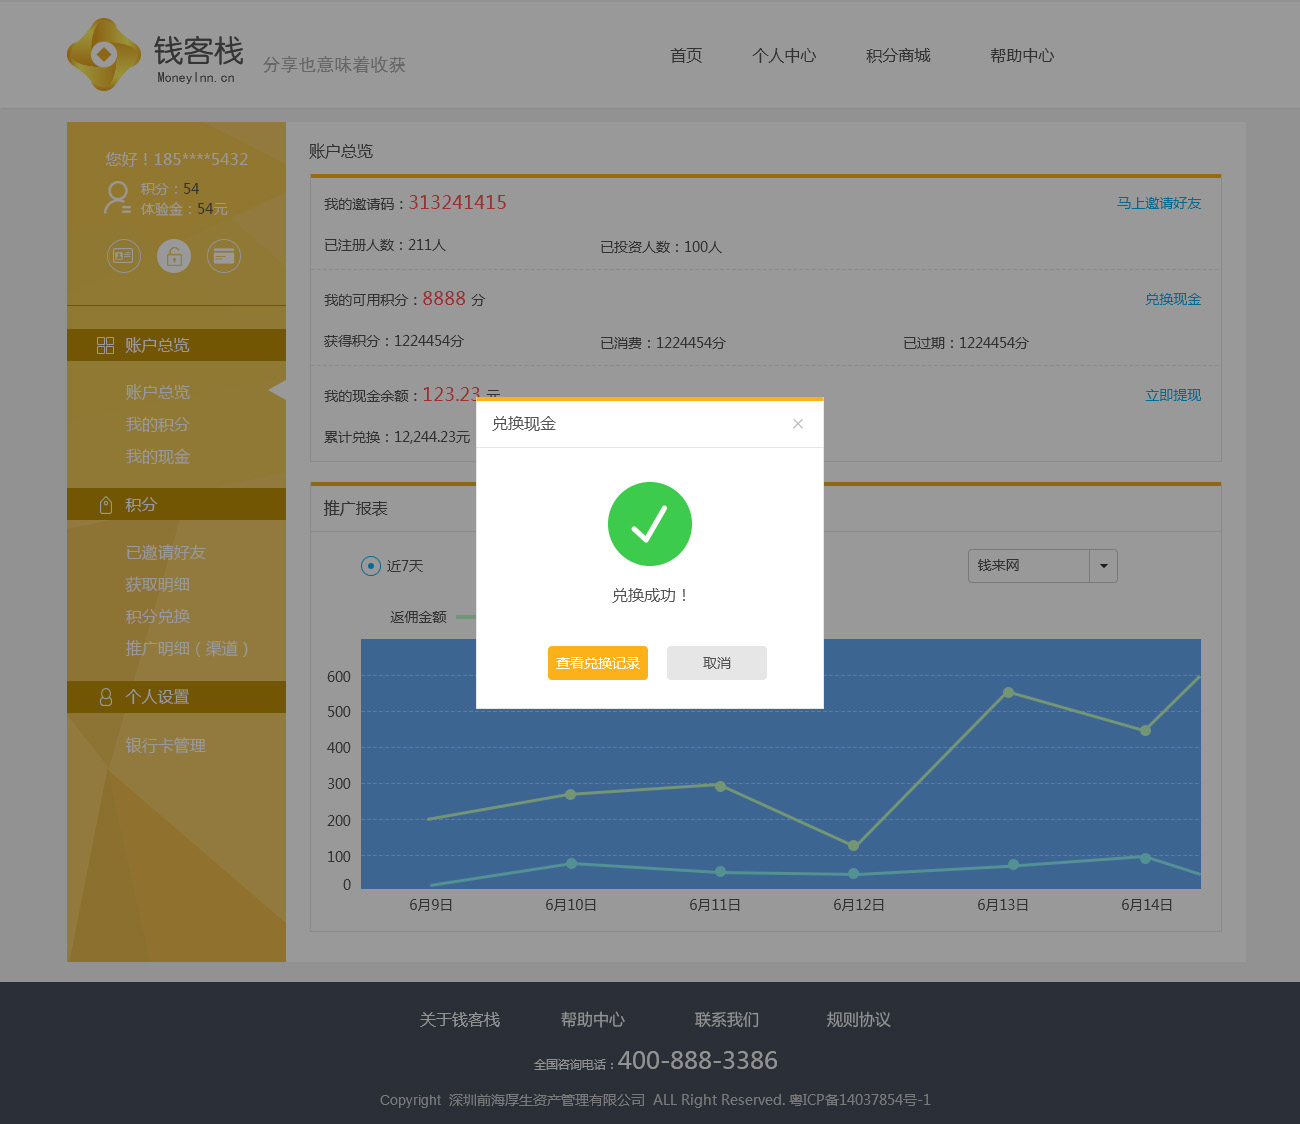 钱客栈
MoneyInn.cn
分享也意味着收获
首页 个人中心 积分商城 帮助中心
您好！185****5432
积分：54
体验金：54元
账户总览
账户总览
我的积分
我的现金
积分
已邀请好友
获取明细
积分兑换
推广明细（渠道）
个人设置
银行卡管理
账户总览
我的邀请码：313241415 马上邀请好友
已注册人数：211人 已投资人数：100人
我的可用积分：8888 分 兑换现金
获得积分：1224454分 已消费：1224454分 已过期：1224454分
我的现金余额：123.23 元 立即提现
累计兑换：12,244.23元
兑换现金 ×
兑换成功！
查看兑换记录 取消
推广报表
近7天 钱来网
返佣金额
600
500
400
300
200
100
0
6月9日 6月10日 6月11日 6月12日 6月13日 6月14日
关于钱客栈 帮助中心 联系我们 规则协议
全国咨询电话：400-888-3386
Copyright 深圳前海厚生资产管理有限公司 ALL Right Reserved. 粤ICP备14037854号-1